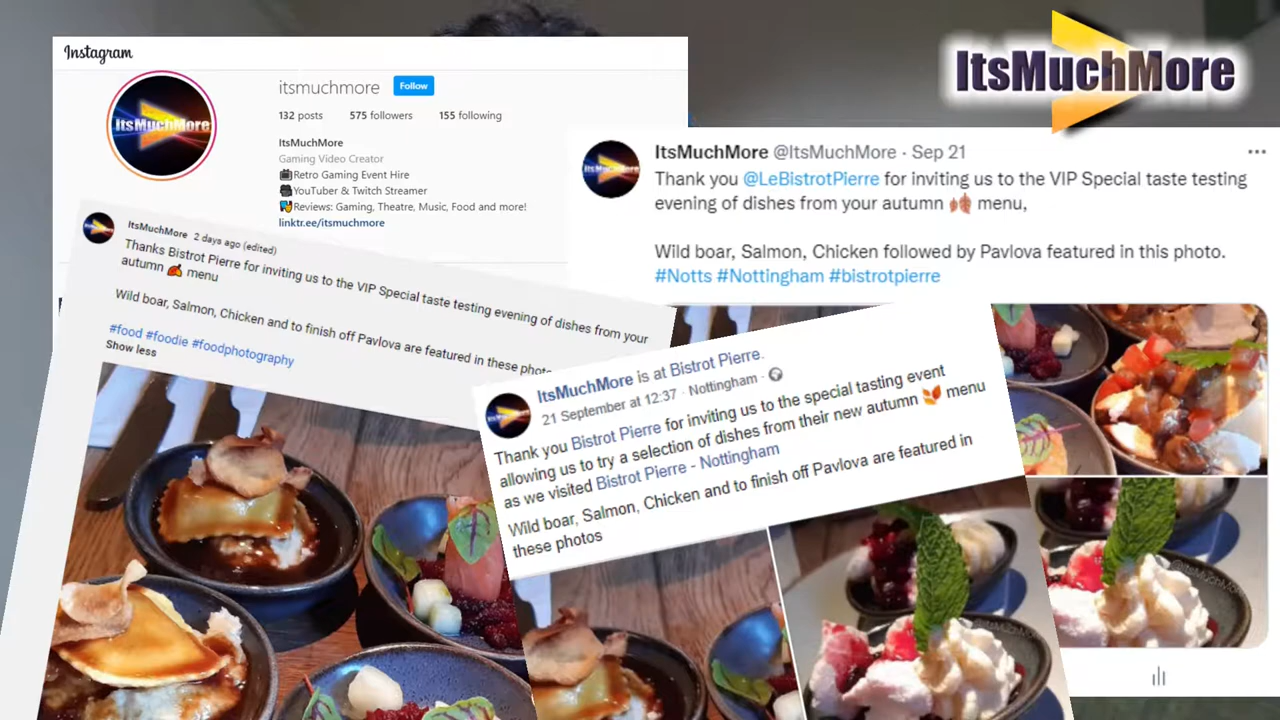 Instagram
ItsMuchMore
itsmuchmore Follow
132 posts 575 followers 155 following
ItsMuchMore
Gaming Video Creator
Retro Gaming Event Hire
YouTuber & Twitch Streamer
Reviews: Gaming, Theatre, Music, Food and more!
linktr.ee/itsmuchmore
ItsMuchMore
ItsMuchMore @ItsMuchMore · Sep 21
Thank you @LeBistrotPierre for inviting us to the VIP Special taste testing
evening of dishes from your autumn 🍂 menu,
Wild boar, Salmon, Chicken followed by Pavlova featured in this photo.
#Notts #Nottingham #bistrotpierre
ItsMuchMore 2 days ago (edited)
Thanks Bistrot Pierre for inviting us to the VIP Special taste testing evening of dishes from your
autumn 🍂 menu
Wild boar, Salmon, Chicken and to finish off Pavlova are featured in these
#food #foodie #foodphotography
Show less
ItsMuchMore is at Bistrot Pierre.
21 September at 12:37 · Nottingham ·
Thank you Bistrot Pierre for inviting us to the special tasting event
allowing us to try a selection of dishes from their new autumn 🍂 menu
as we visited Bistrot Pierre - Nottingham
Wild boar, Salmon, Chicken and to finish off Pavlova are featured in
these photos